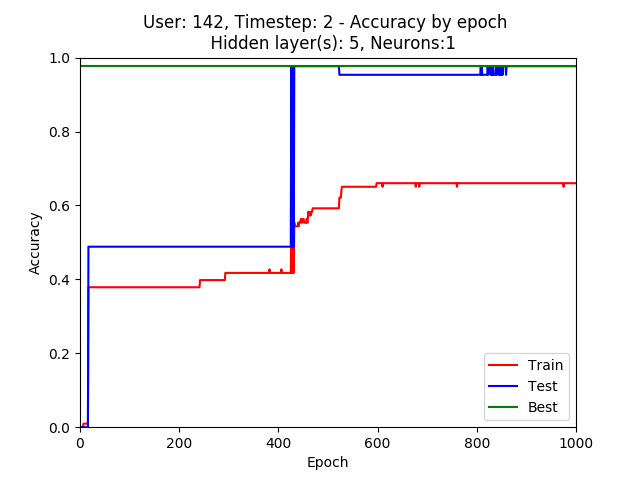 User: 142, Timestep: 2 - Accuracy by epoch
Hidden layer(s): 5, Neurons:1
1.0
0.8
0.6
0.4
0.2
0.0
Accuracy
Train
Test
Best
0 200 400 600 800 1000
Epoch